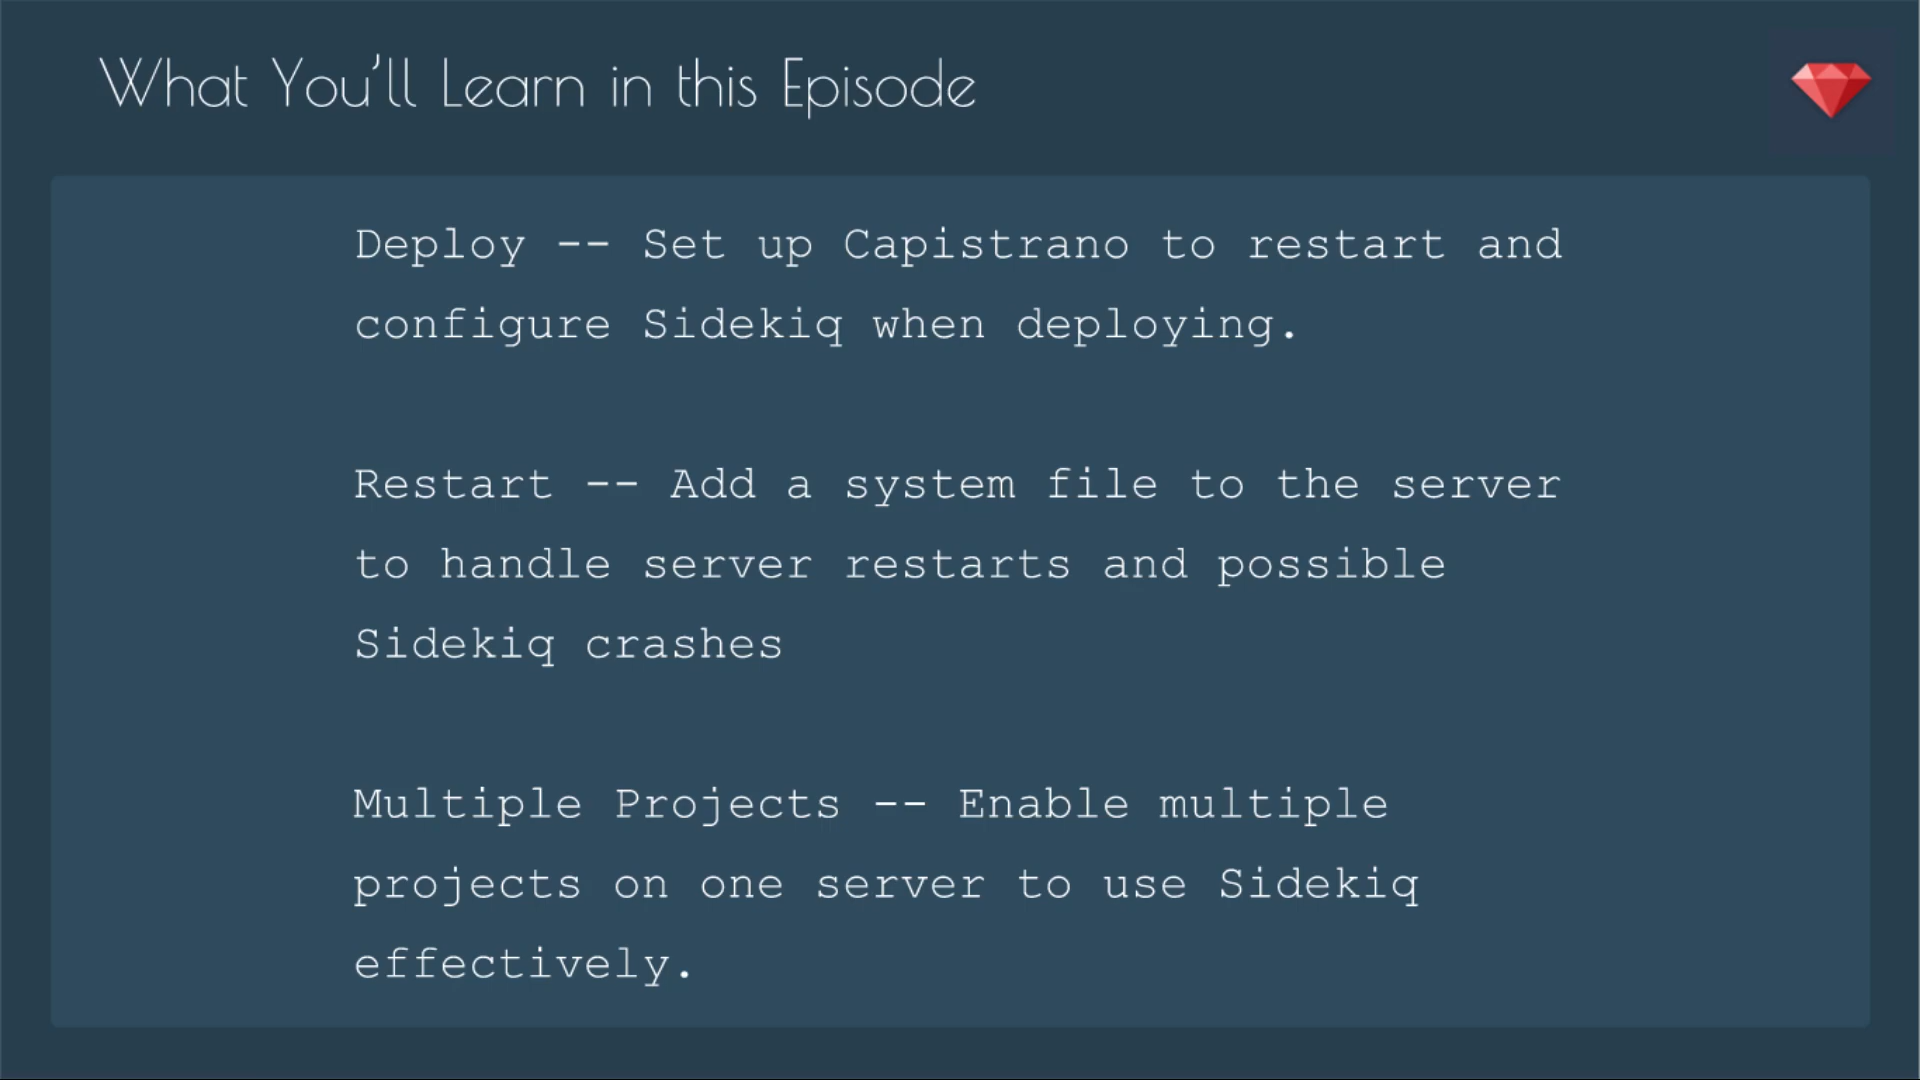 What You'll Learn in this Episode
Deploy -- Set up Capistrano to restart and
configure Sidekiq when deploying.
Restart -- Add a system file to the server
to handle server restarts and possible
Sidekiq crashes
Multiple Projects -- Enable multiple
projects on one server to use Sidekiq
effectively.